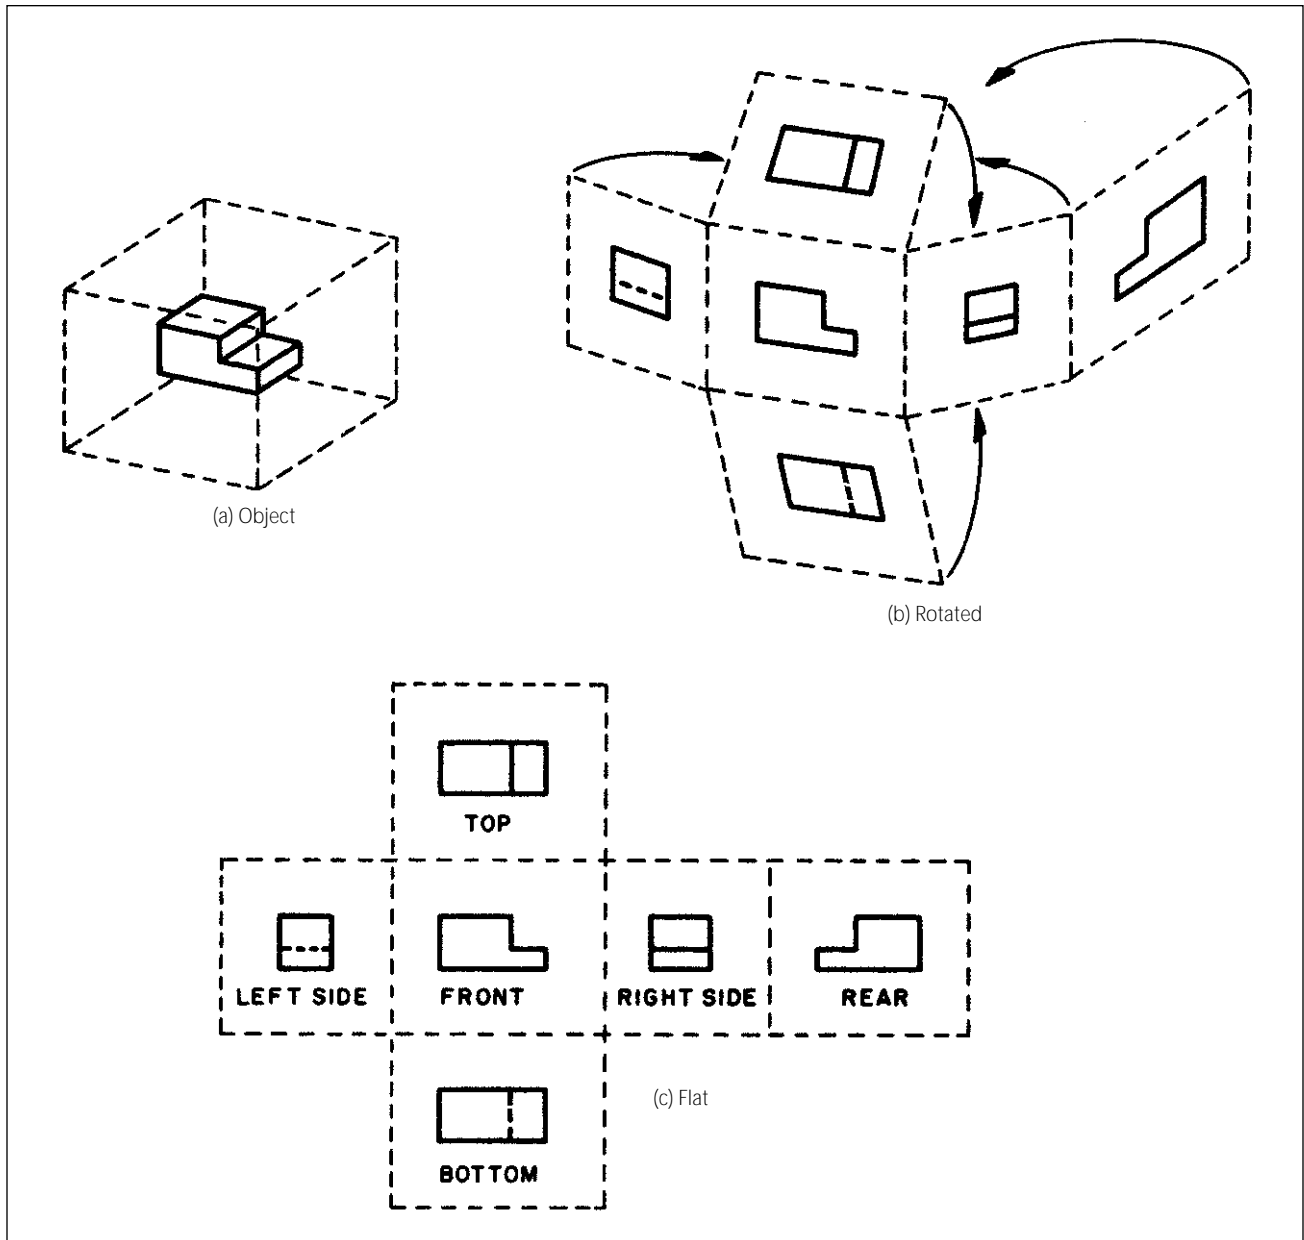 (a) Object
(b) Rotated
TOP
LEFT SIDE
FRONT
RIGHT SIDE
REAR
(c) Flat
BOTTOM